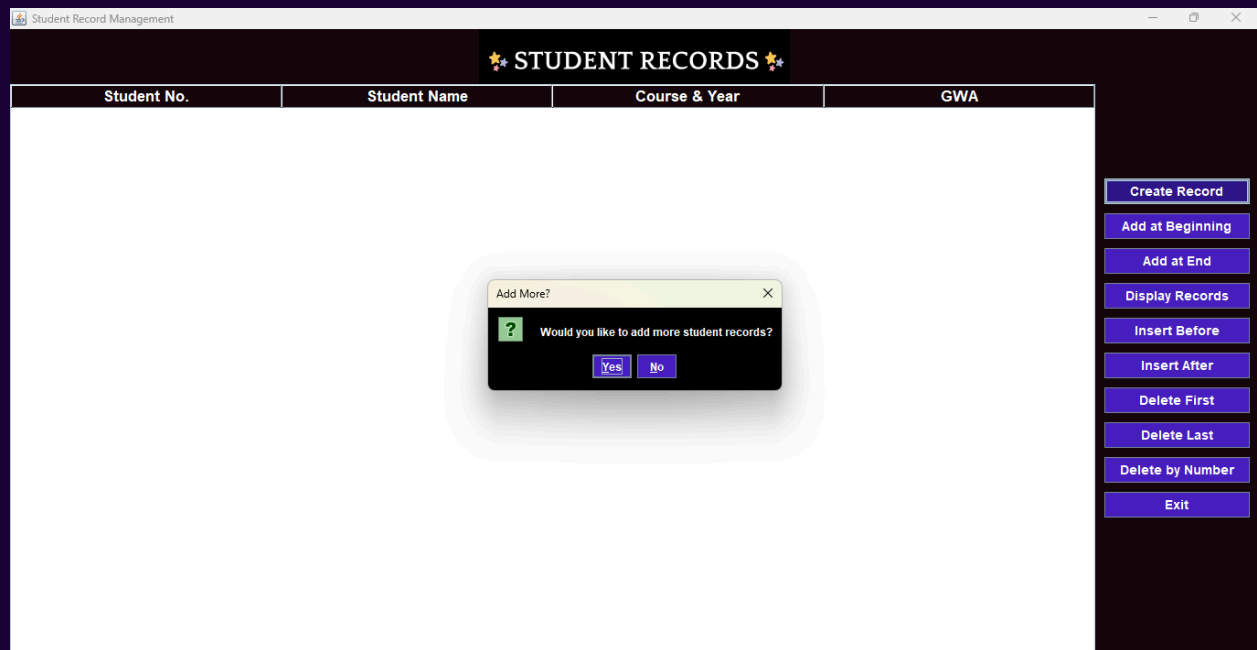 Student Record Management
STUDENT RECORDS
Student No. Student Name Course & Year GWA
Create Record
Add at Beginning
Add at End
Display Records
Insert Before
Insert After
Delete First
Delete Last
Delete by Number
Exit
Add More?
? Would you like to add more student records?
Yes No